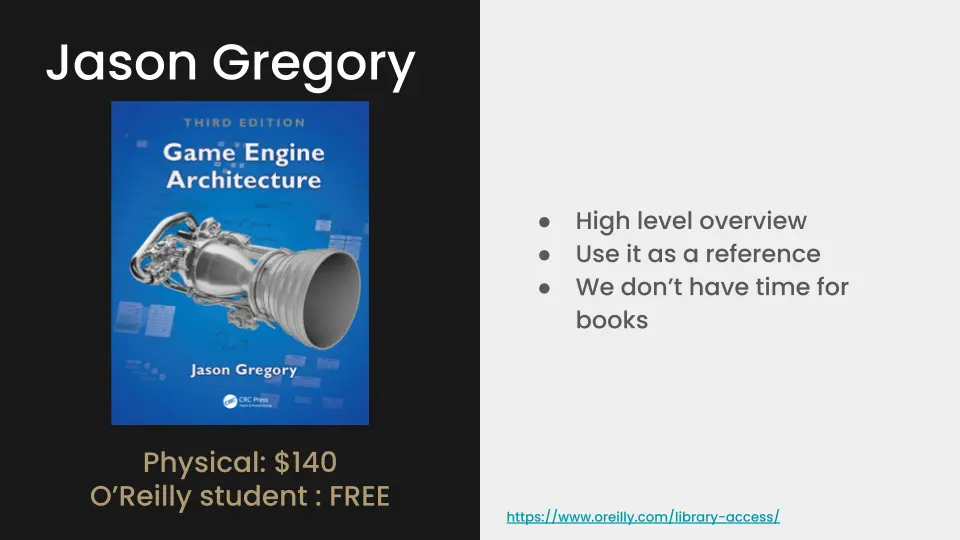 Jason Gregory
THIRD EDITION
Game Engine
Architecture
Jason Gregory
CRC Press
Physical: $140
O'Reilly student : FREE
● High level overview
● Use it as a reference
● We don't have time for
books
https://www.oreilly.com/library-access/